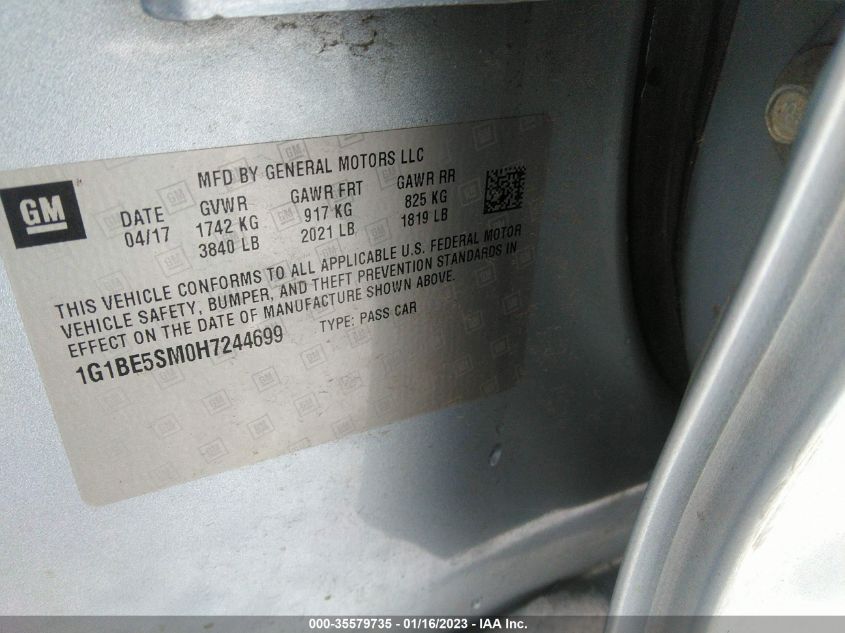 MFD BY GENERAL MOTORS LLC
GM
DATE GVWR GAWR FRT GAWR RR
04/17 1742 KG 917 KG 825 KG
3840 LB 2021 LB 1819 LB
THIS VEHICLE CONFORMS TO ALL APPLICABLE U.S. FEDERAL MOTOR
VEHICLE SAFETY, BUMPER, AND THEFT PREVENTION STANDARDS IN
EFFECT ON THE DATE OF MANUFACTURE SHOWN ABOVE.
1G1BE5SM0H7244699 TYPE: PASS CAR
000-35579735 - 01/16/2023 - IAA Inc.